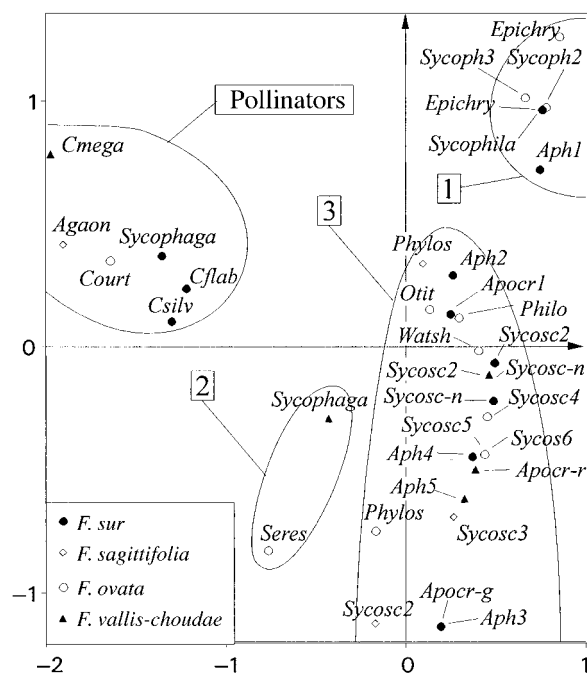 Epichry
Sycoph3 Sycoph2
1
Pollinators
Epichry
Cmega
Sycophila
Aph1
1
3
Agaon
Sycophaga
Phylos
Aph2
Court
Cflab
Otit
Apocr1
Csilv
Philo
0
Watsh
Sycosc2
Sycosc2
Sycosc-n
2
Sycophaga
Sycosc-n
Sycosc4
Sycosc5
Sycos6
Aph4
Apocr-r
Aph5
F. sur
Seres
Phylos
Sycosc3
F. sagittifolia
F. ovata
−1
Sycosc2
Apocr-g
F. vallis-choudae
Aph3
−2 −1 0 1